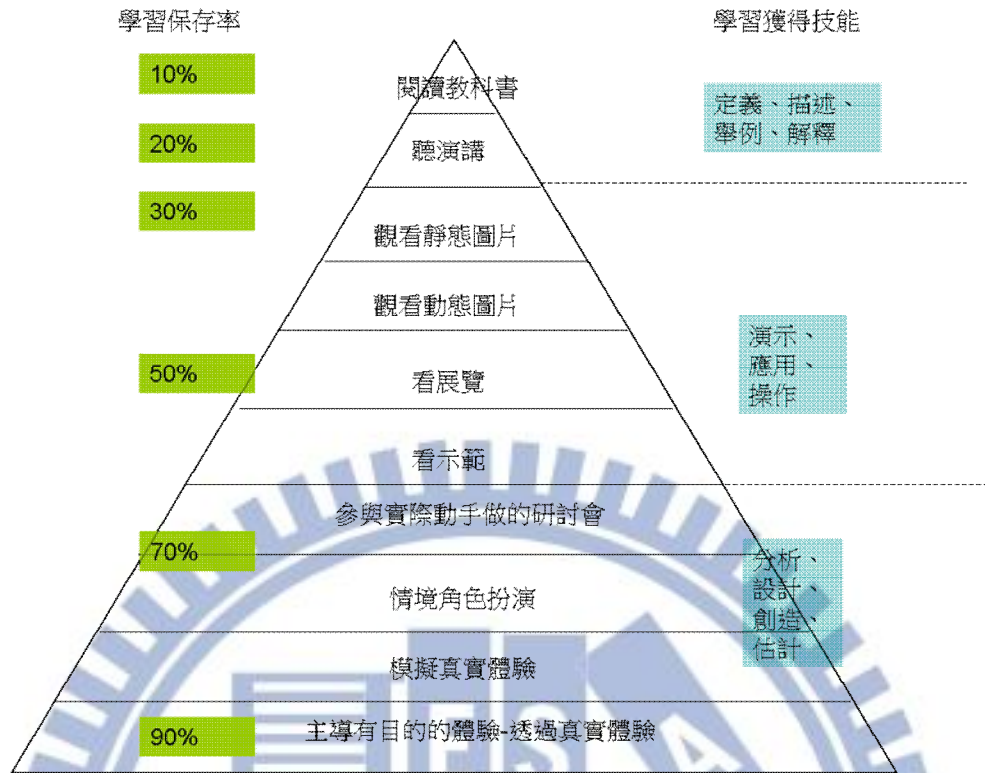 學習保存率
學習獲得技能
10%
閱讀教科書
定義、描述、
舉例、解釋
20%
聽演講
30%
觀看靜態圖片
觀看動態圖片
演示、
應用、
操作
50%
看展覽
看示範
參與實際動手做的研討會
70%
分析、
設計、
創造、
估計
情境角色扮演
模擬真實體驗
90%
主導有目的的體驗-透過真實體驗